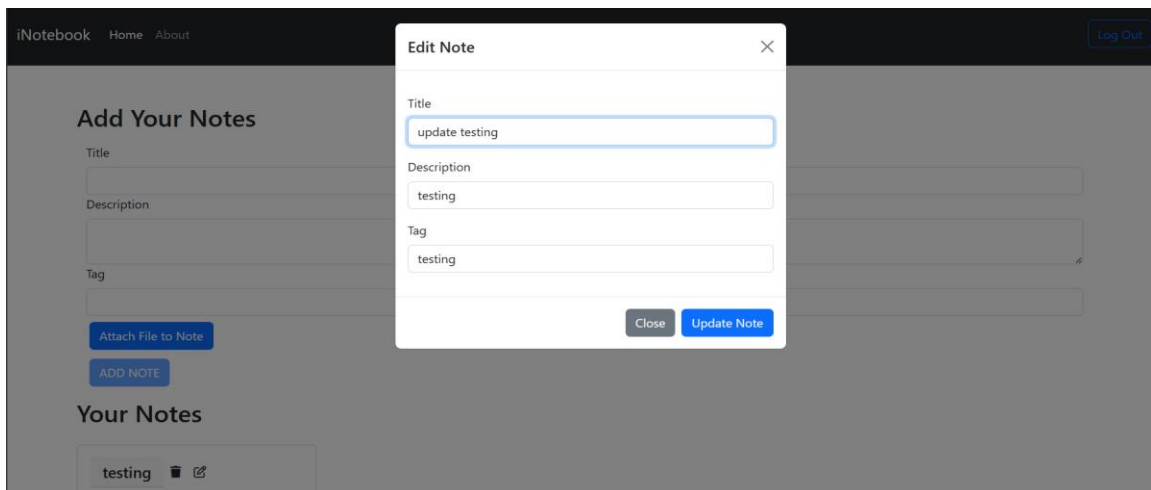 iNotebook Home About Log Out
Edit Note
Title
update testing
Description
testing
Tag
testing
Close Update Note
Add Your Notes
Title
Description
Tag
Attach File to Note
ADD NOTE
Your Notes
testing